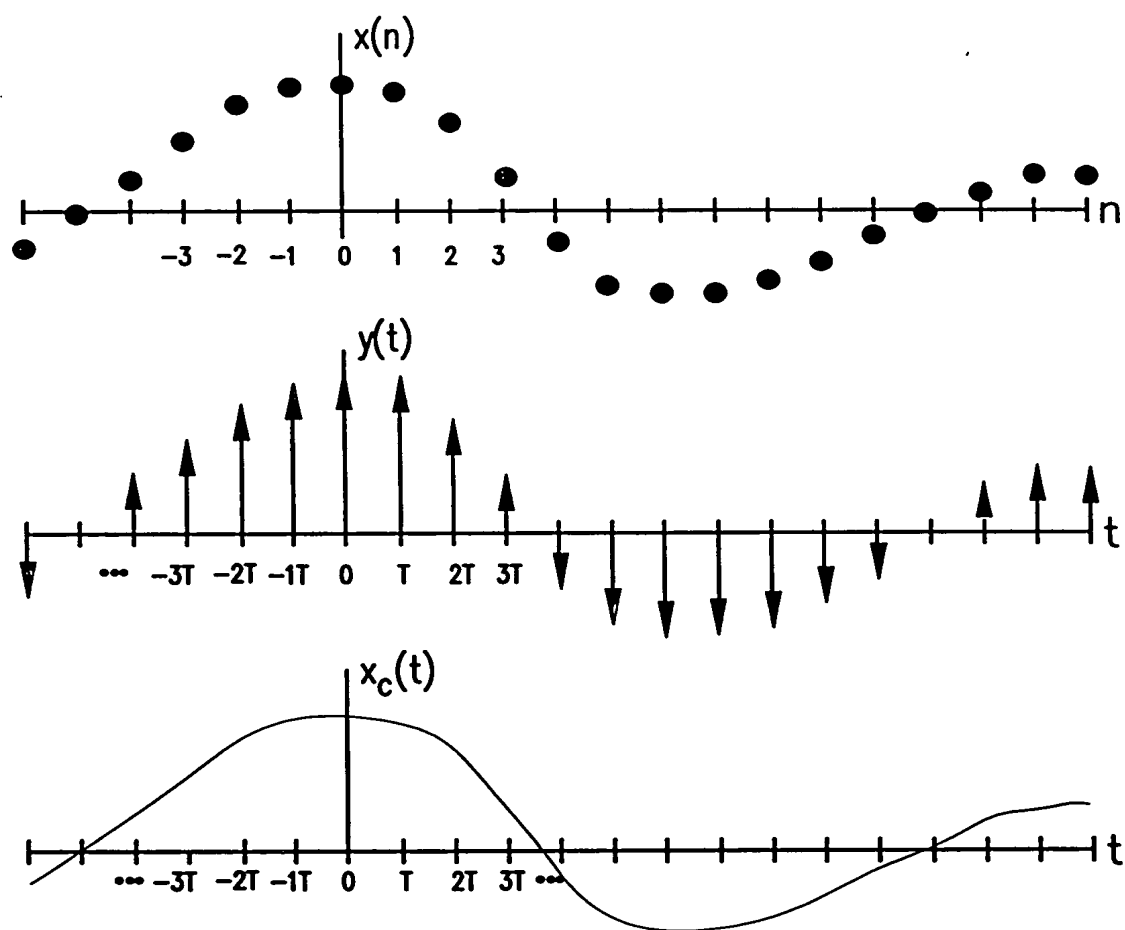 x(n)
n
-3 -2 -1 0 1 2 3
y(t)
t
••• -3T -2T -1T 0 T 2T 3T
x_c(t)
t
••• -3T -2T -1T 0 T 2T 3T •••